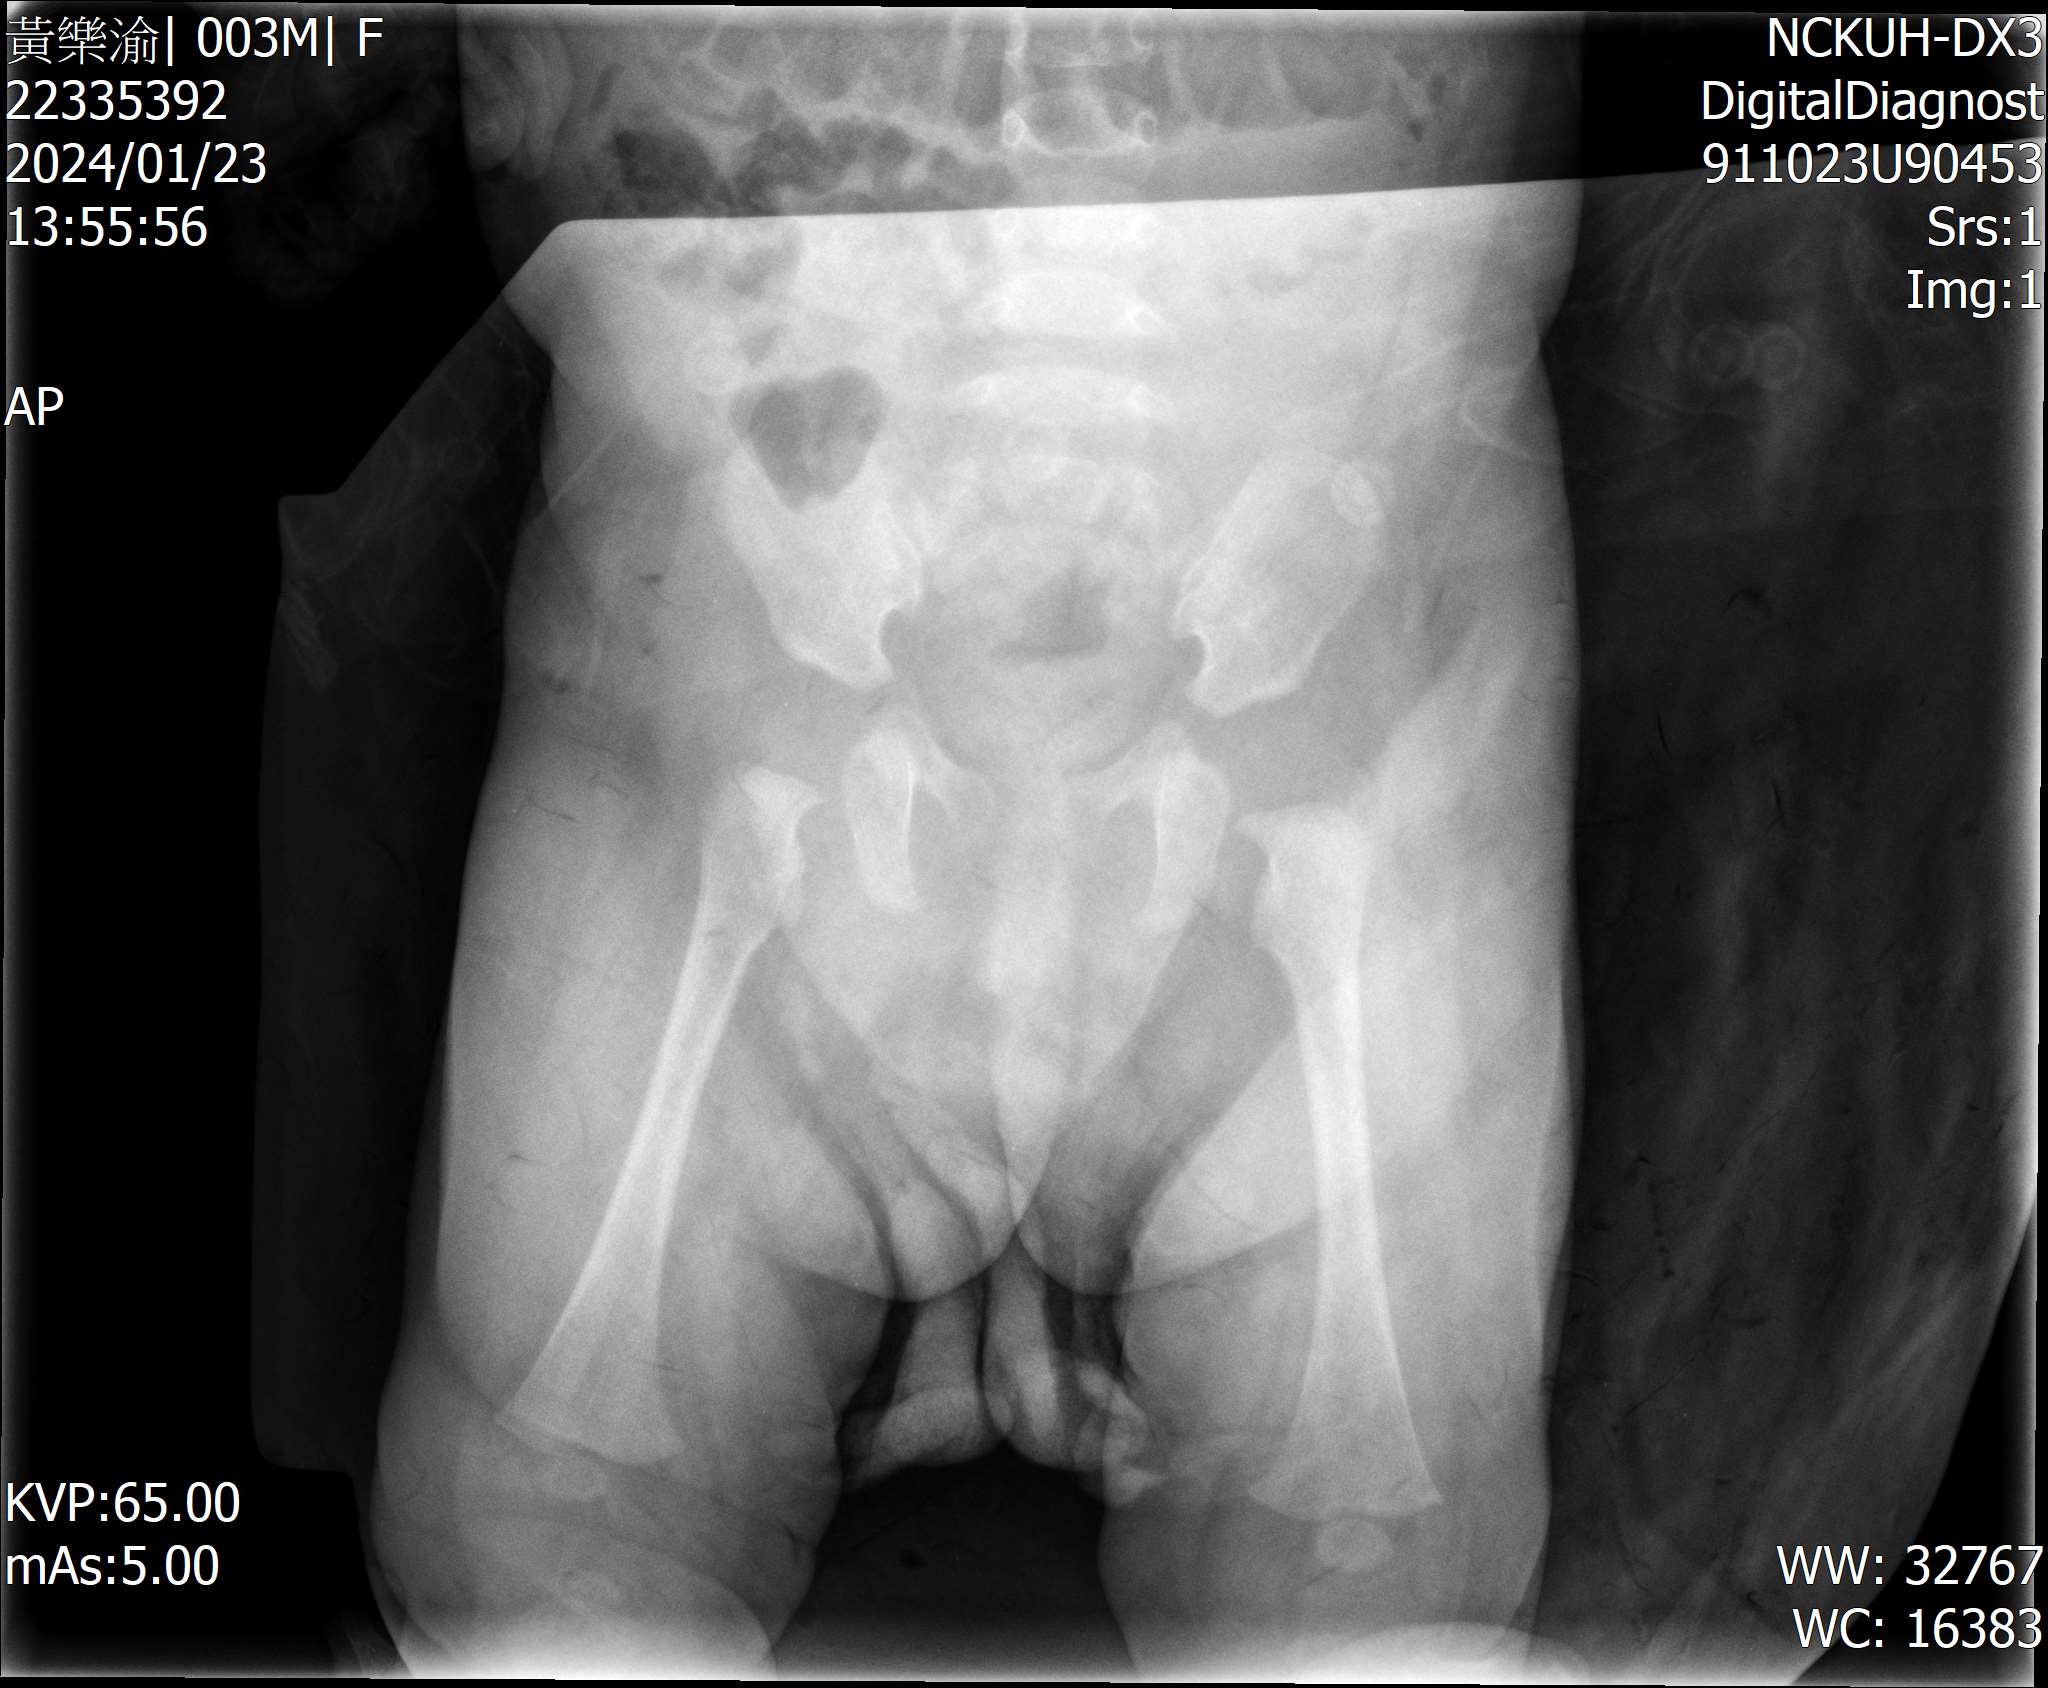 黃樂渝| 003M| F
22335392
2024/01/23
13:55:56
AP
NCKUH-DX3
DigitalDiagnost
911023U90453
Srs:1
Img:1
KVP:65.00
mAs:5.00
WW: 32767
WC: 16383